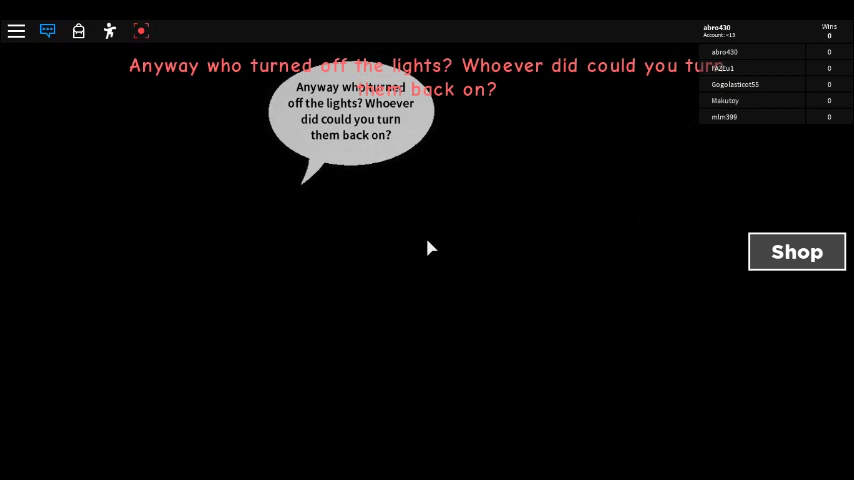 abro430
Account: <13
Wins
0
abro430 0
0
Gogolasticot55 0
Makutoy 0
mlm399 0
Anyway who turned off the lights? Whoever did could you turn
them back on?
Anyway who turned
off the lights? Whoever
did could you turn
them back on?
Shop